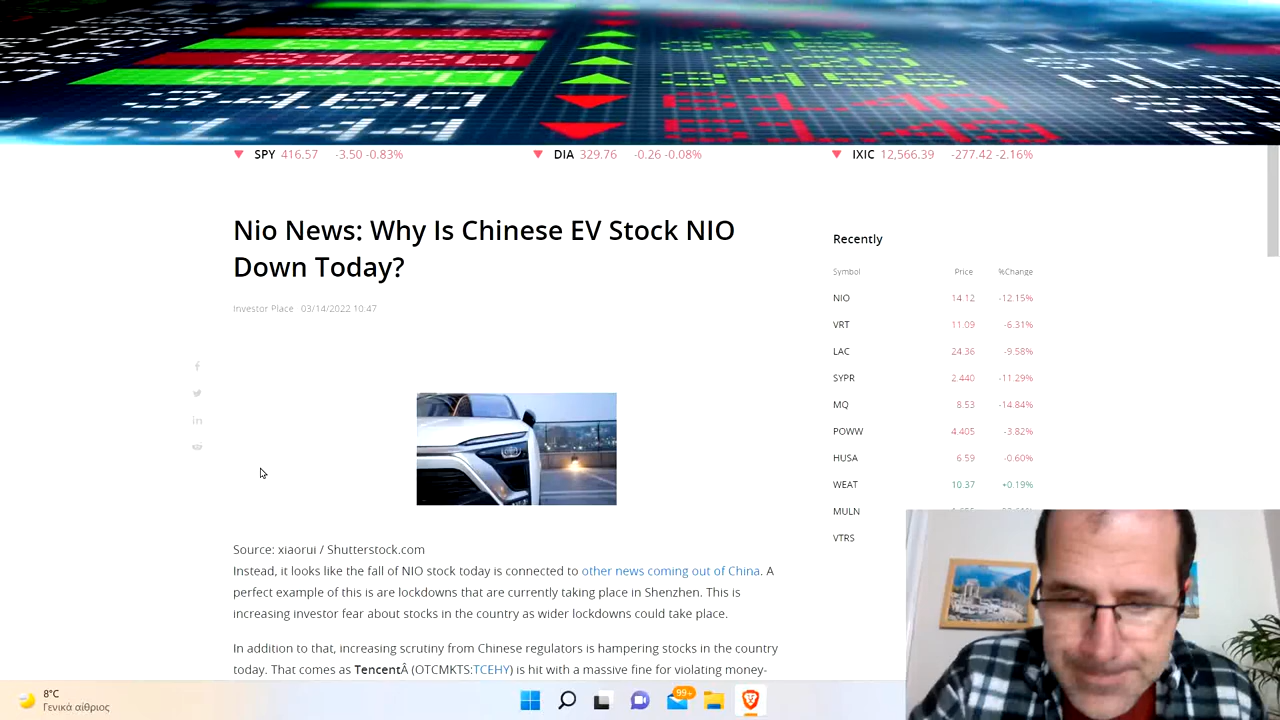 SPY 416.57 -3.50 -0.83%
DIA 329.76 -0.26 -0.08%
IXIC 12,566.39 -277.42 -2.16%
Nio News: Why Is Chinese EV Stock NIO
Down Today?
Investor Place 03/14/2022 10.47
Source: xiaorui / Shutterstock.com
Instead, it looks like the fall of NIO stock today is connected to other news coming out of China. A
perfect example of this is are lockdowns that are currently taking place in Shenzhen. This is
increasing investor fear about stocks in the country as wider lockdowns could take place.
In addition to that, increasing scrutiny from Chinese regulators is hampering stocks in the country
today. That comes as TencentÂ (OTCMKTS:TCEHY) is hit with a massive fine for violating money-
Recently
Symbol Price %Change
NIO 14.12 -12.15%
VRT 11.09 -6.31%
LAC 24.36 -9.58%
SYPR 2.440 -11.29%
MQ 8.53 -14.84%
POWW 4.405 -3.82%
HUSA 6.59 -0.60%
WEAT 10.37 +0.19%
MULN
VTRS
8°C
Γενικά αίθριος
99+